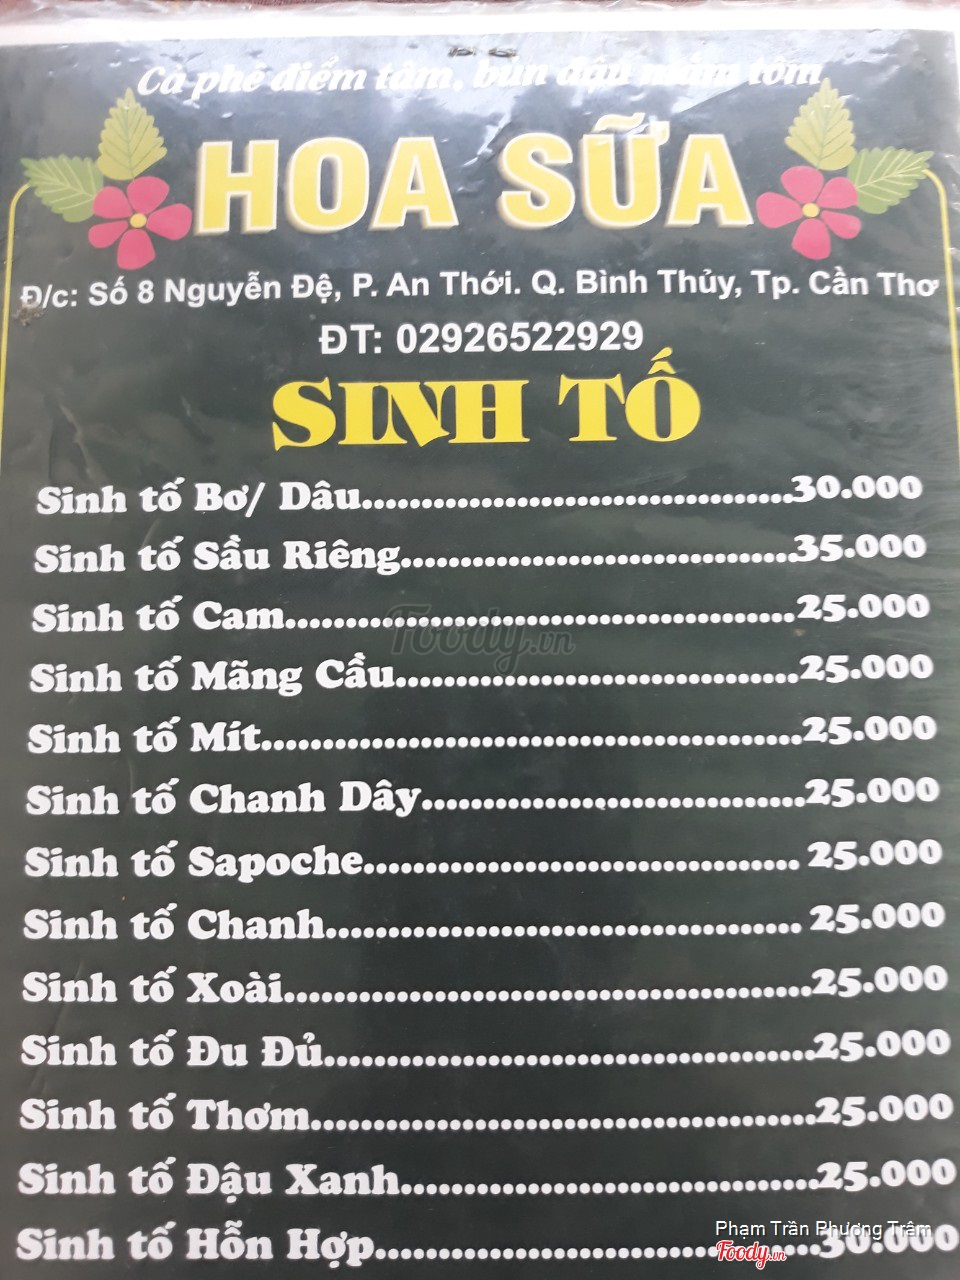 Cà phê điểm tâm, bún đậu mắm tôm
HOA SỮA
Đ/c: Số 8 Nguyễn Đệ, P. An Thới. Q. Bình Thủy, Tp. Cần Thơ
ĐT: 02926522929
SINH TỐ
Sinh tố Bơ/ Dâu....................................30.000
Sinh tố Sầu Riêng.................................35.000
Sinh tố Cam...........................................25.000
Foody.vn
Sinh tố Mãng Cầu..................................25.000
Sinh tố Mít.............................................25.000
Sinh tố Chanh Dây................................25.000
Sinh tố Sapoche.................................... 25.000
Sinh tố Chanh....................................... 25.000
Sinh tố Xoài............................................25.000
Sinh tố Đu Đủ.........................................25.000
Sinh tố Thơm..........................................25.000
Sinh tố Đậu Xanh...................................25.000
Sinh tố Hỗn Hợp.....................................30.000
Phạm Trần Phương Trâm
Foody.vn